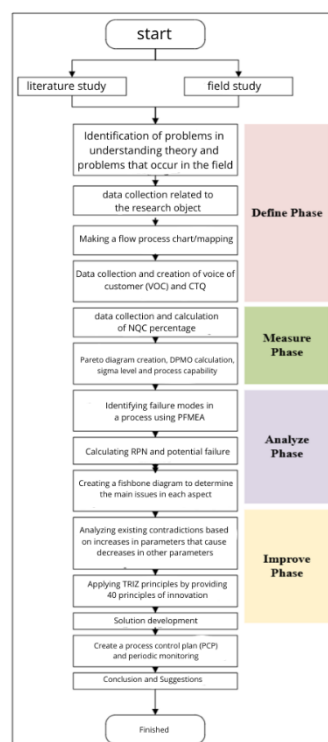 start
literature study
field study
Identification of problems in
understanding theory and
problems that occur in the field
data collection related to
the research object
Making a flow process chart/mapping
Data collection and creation of voice of
customer (VOC) and CTQ
Define Phase
data collection and calculation
of NQC percentage
Pareto diagram creation, DPMO calculation,
sigma level and process capability
Measure
Phase
Identifying failure modes in
a process using PFMEA
Calculating RPN and potential failure
Creating a fishbone diagram to determine
the main issues in each aspect
Analyze
Phase
Analyzing existing contradictions based
on increases in parameters that cause
decreases in other parameters
Applying TRIZ principles by providing
40 principles of innovation
Solution development
Improve
Phase
Create a process control plan (PCP)
and periodic monitoring
Conclusion and Suggestions
Finished